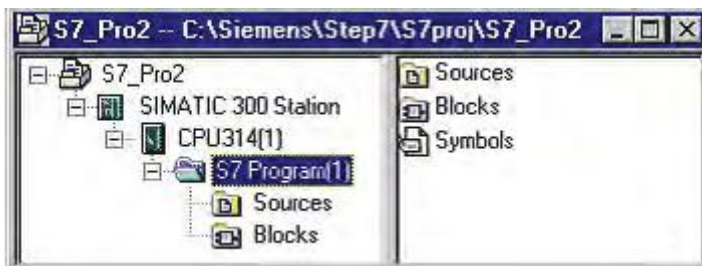 S7_Pro2 -- C:\Siemens\Step7\S7proj\S7_Pro2
S7_Pro2
SIMATIC 300 Station
CPU314(1)
S7 Program(1)
Sources
Blocks
Sources
Blocks
Symbols